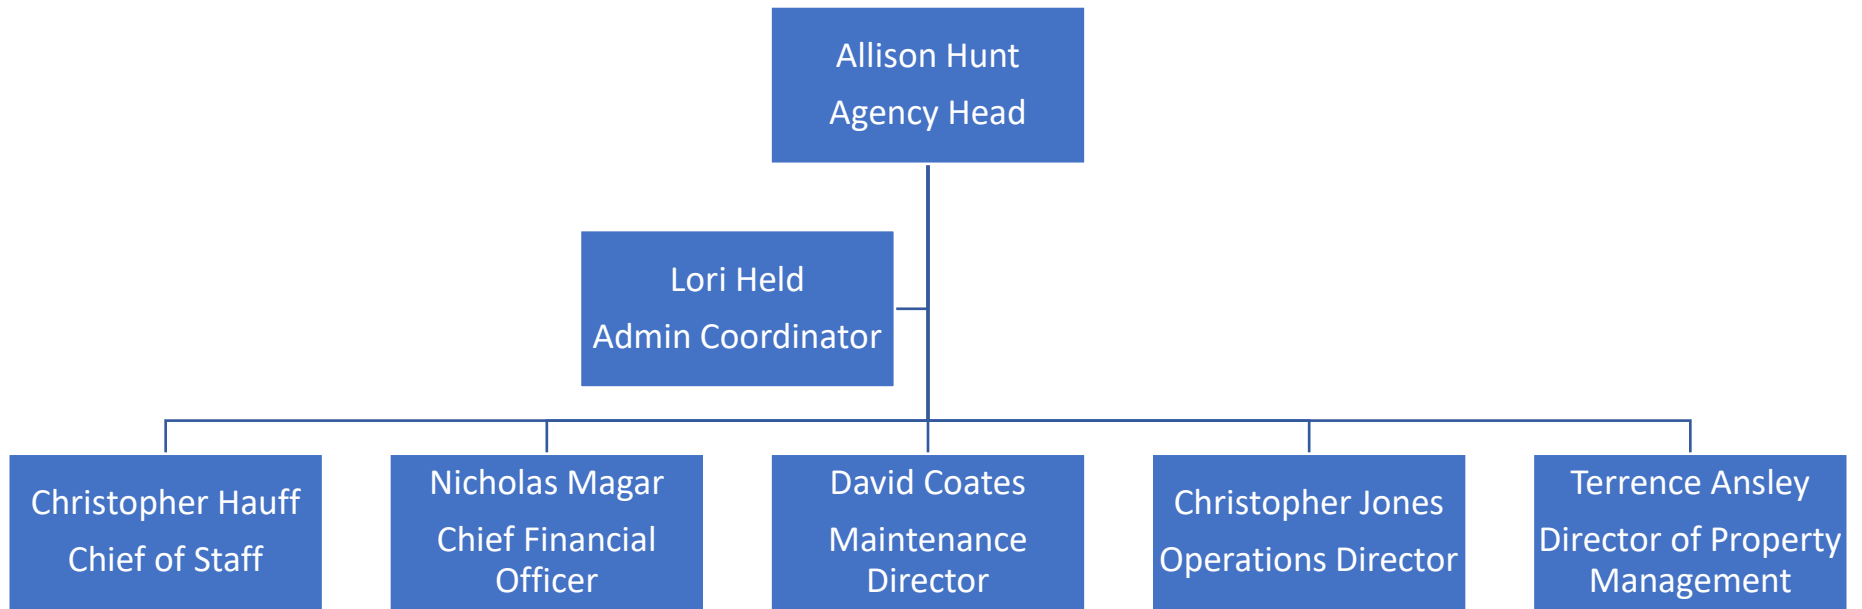 Allison Hunt
Agency Head
Lori Held
Admin Coordinator
Christopher Hauff
Chief of Staff
Nicholas Magar
Chief Financial
Officer
David Coates
Maintenance
Director
Christopher Jones
Operations Director
Terrence Ansley
Director of Property
Management